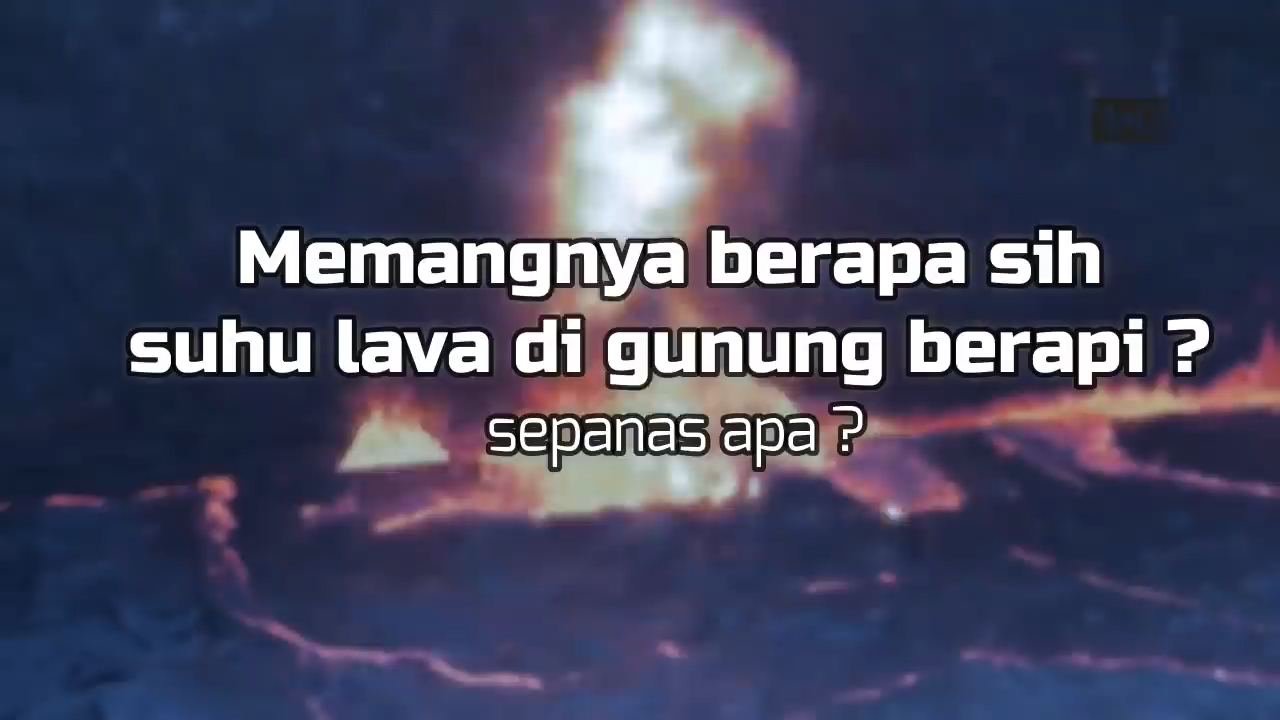 Memangnya berapa sih
suhu lava di gunung berapi ?
sepanas apa ?